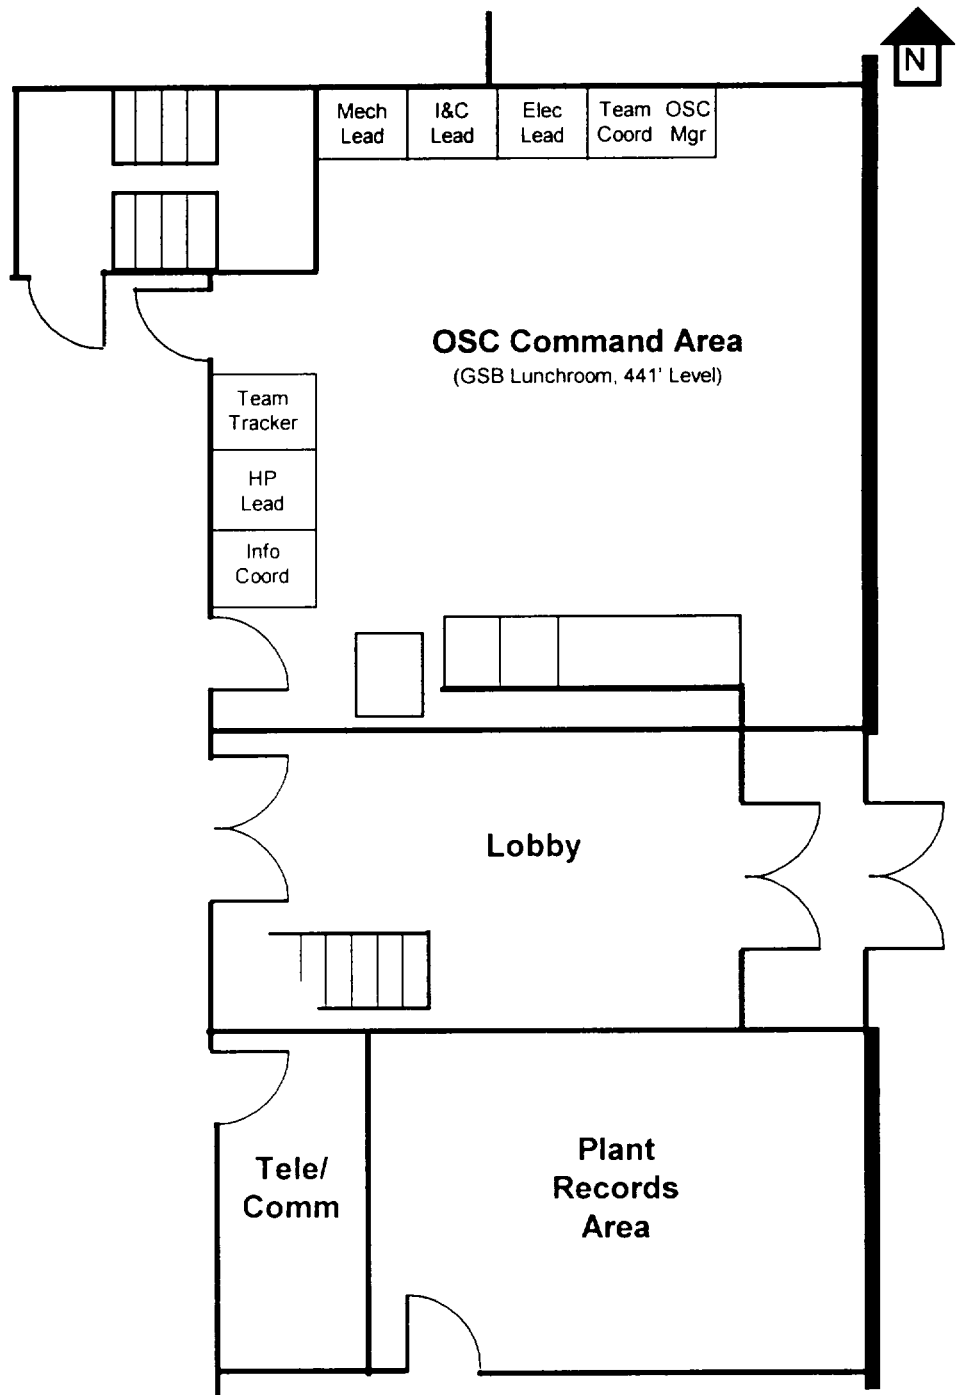 N
Mech
Lead
I&C
Lead
Elec
Lead
Team OSC
Coord Mgr
OSC Command Area
(GSB Lunchroom, 441' Level)
Team
Tracker
HP
Lead
Info
Coord
Lobby
Tele/
Comm
Plant
Records
Area